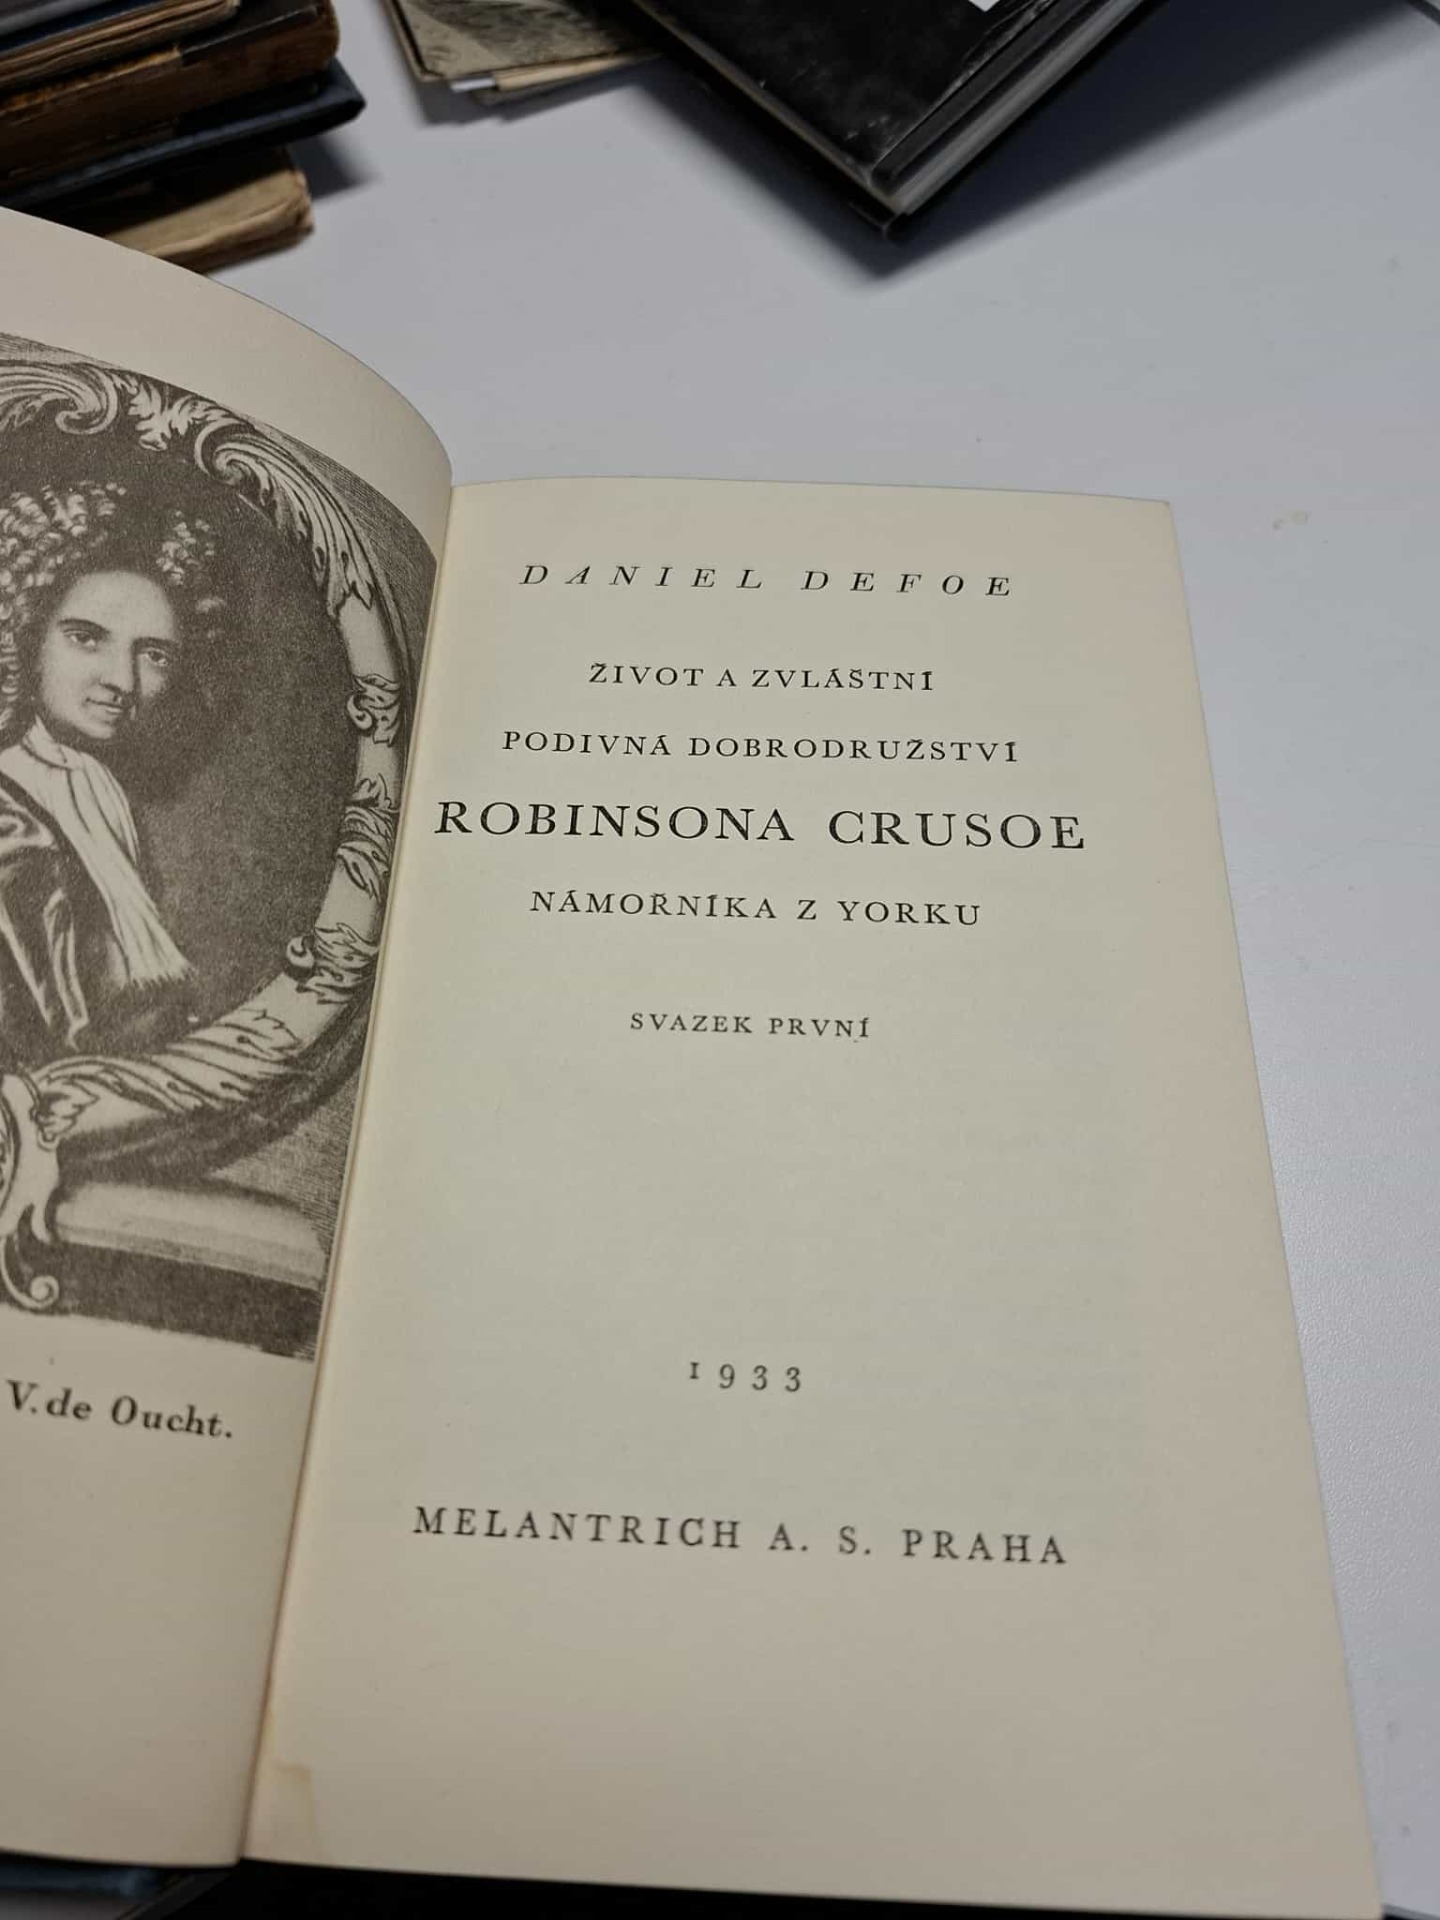 DANIEL DEFOE
ŽIVOT A ZVLÁŠTNÍ
PODIVNÁ DOBRODRUŽSTVÍ
ROBINSONA CRUSOE
NÁMOŘNÍKA Z YORKU
SVAZEK PRVNÍ
1933
MELANTRICH A. S. PRAHA
V. de Oucht.